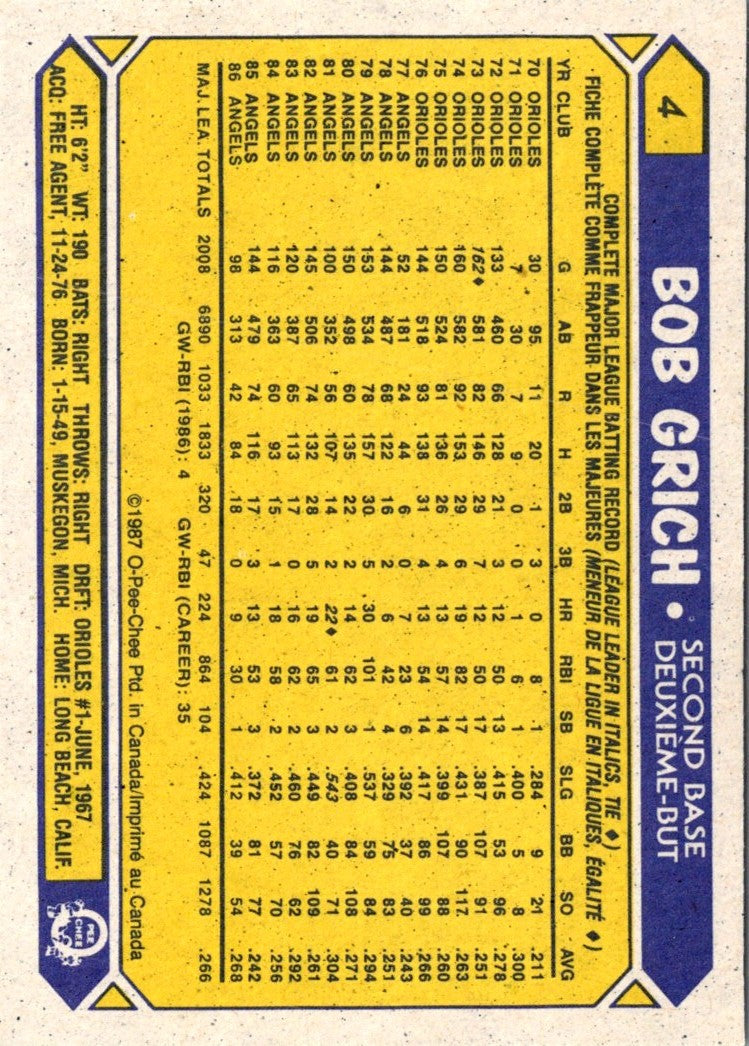 4
BOB GRICH • SECOND BASE
DEUXIÈME-BUT
COMPLETE MAJOR LEAGUE BATTING RECORD (LEAGUE LEADER IN ITALICS, TIE ♦)
FICHE COMPLÈTE COMME FRAPPEUR DANS LES MAJEURES (MENEUR DE LA LIGUE EN ITALIQUES, ÉGALITÉ ♦)
YR CLUB G AB R H 2B 3B HR RBI SB SLG BB SO AVG
70 ORIOLES 30 95 11 20 1 3 0 8 1 .284 9 21 .211
71 ORIOLES 7 30 7 9 0 0 1 6 1 .400 5 8 .300
72 ORIOLES 133 460 66 128 21 3 12 50 13 .415 53 96 .278
73 ORIOLES 162♦ 581 82 146 29 7 12 50 17 .387 107 91 .251
74 ORIOLES 160 582 92 153 29 6 19 82 17 .431 90 117 .263
75 ORIOLES 150 524 81 136 26 4 13 57 14 .399 107 88 .260
76 ORIOLES 144 518 93 138 31 4 13 54 14 .417 86 99 .266
77 ANGELS 52 181 24 44 6 0 7 23 6 .392 37 40 .243
78 ANGELS 144 487 68 122 16 2 6 42 4 .329 75 83 .251
79 ANGELS 153 534 78 157 30 5 30 101 1 .537 59 84 .294
80 ANGELS 150 498 60 135 22 2 14 62 3 .408 84 108 .271
81 ANGELS 100 352 56 107 14 2 22♦ 61 2 .543 40 71 .304
82 ANGELS 145 506 74 132 28 5 19 65 3 .449 82 109 .261
83 ANGELS 120 387 65 113 17 0 16 62 2 .460 76 62 .292
84 ANGELS 116 363 60 93 15 1 18 58 2 .452 57 70 .256
85 ANGELS 144 479 74 116 17 3 13 53 3 .372 81 77 .242
86 ANGELS 98 313 42 84 18 0 9 30 1 .412 39 54 .268
MAJ. LEA. TOTALS 2008 6890 1033 1833 320 47 224 864 104 .424 1087 1278 .266
GW-RBI (1986): 4 GW-RBI (CAREER): 35
©1987 O-Pee-Chee Ptd. in Canada/Imprimé au Canada
HT: 6'2" WT: 190 BATS: RIGHT THROWS: RIGHT DRFT: ORIOLES #1-JUNE, 1967
ACQ: FREE AGENT, 11-24-76 BORN: 1-15-49, MUSKEGON, MICH. HOME: LONG BEACH, CALIF.
O PEE CHEE